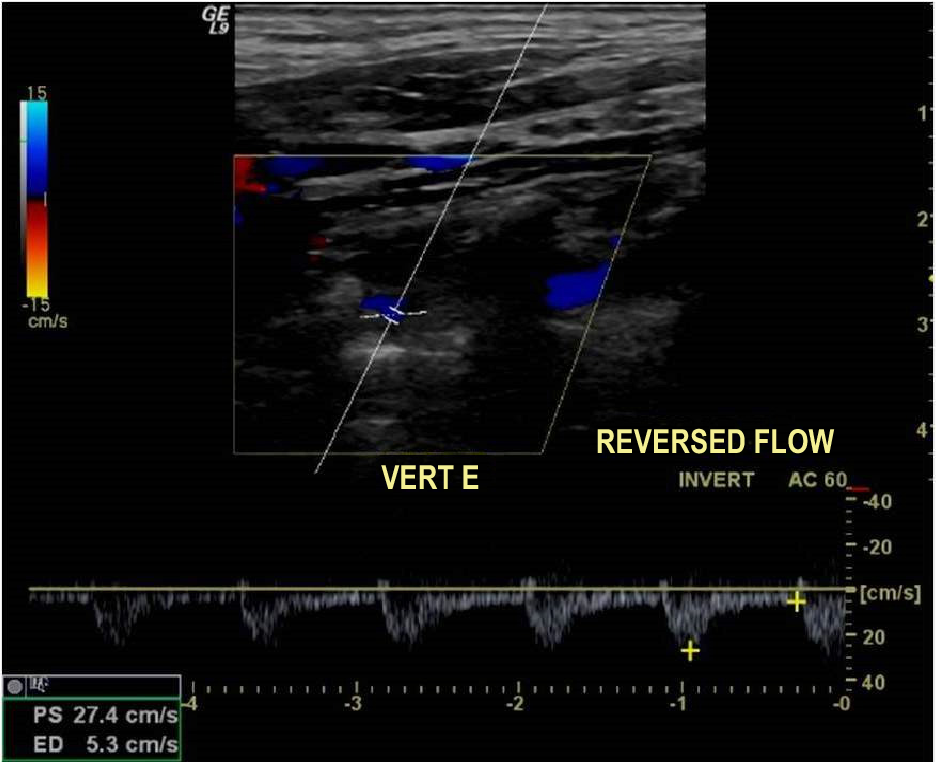 GE
L9
15
-15
cm/s
1
2
3
4
VERT E
REVERSED FLOW
INVERT AC 60
-40
-20
[cm/s]
20
40
-4 -3 -2 -1 -0
PS 27.4 cm/s
ED 5.3 cm/s